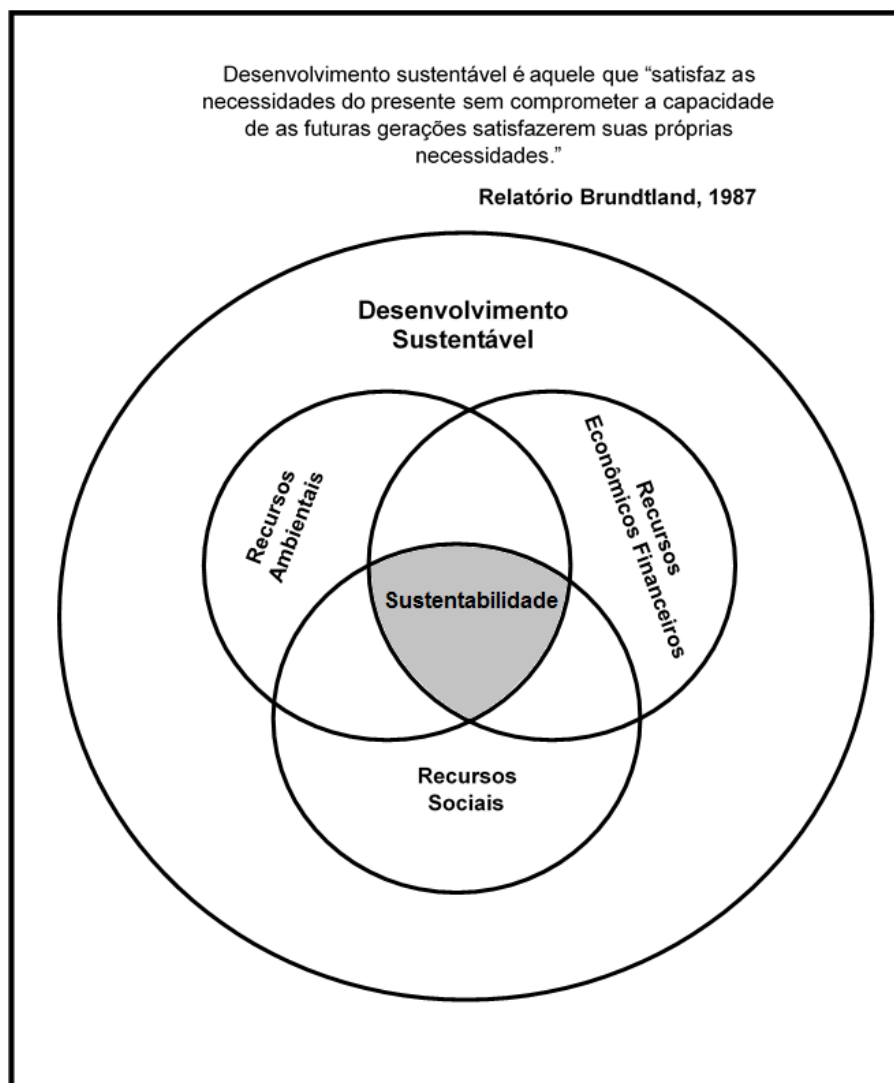 Desenvolvimento sustentável é aquele que “satisfaz as
necessidades do presente sem comprometer a capacidade
de as futuras gerações satisfazerem suas próprias
necessidades.”
Relatório Brundtland, 1987
Desenvolvimento
Sustentável
Recursos
Ambientais
Recursos
Econômicos Financeiros
Sustentabilidade
Recursos
Sociais